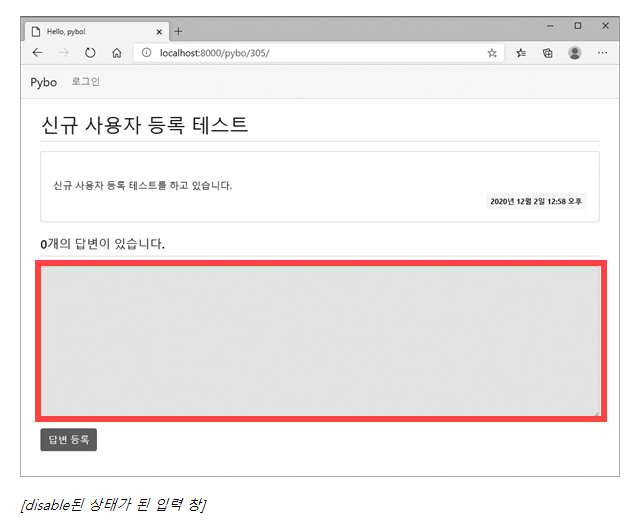 Hello, pybo!
localhost:8000/pybo/305/
Pybo 로그인
신규 사용자 등록 테스트
신규 사용자 등록 테스트를 하고 있습니다.
2020년 12월 2일 12:58 오후
0개의 답변이 있습니다.
답변 등록
[disable된 상태가 된 입력 창]